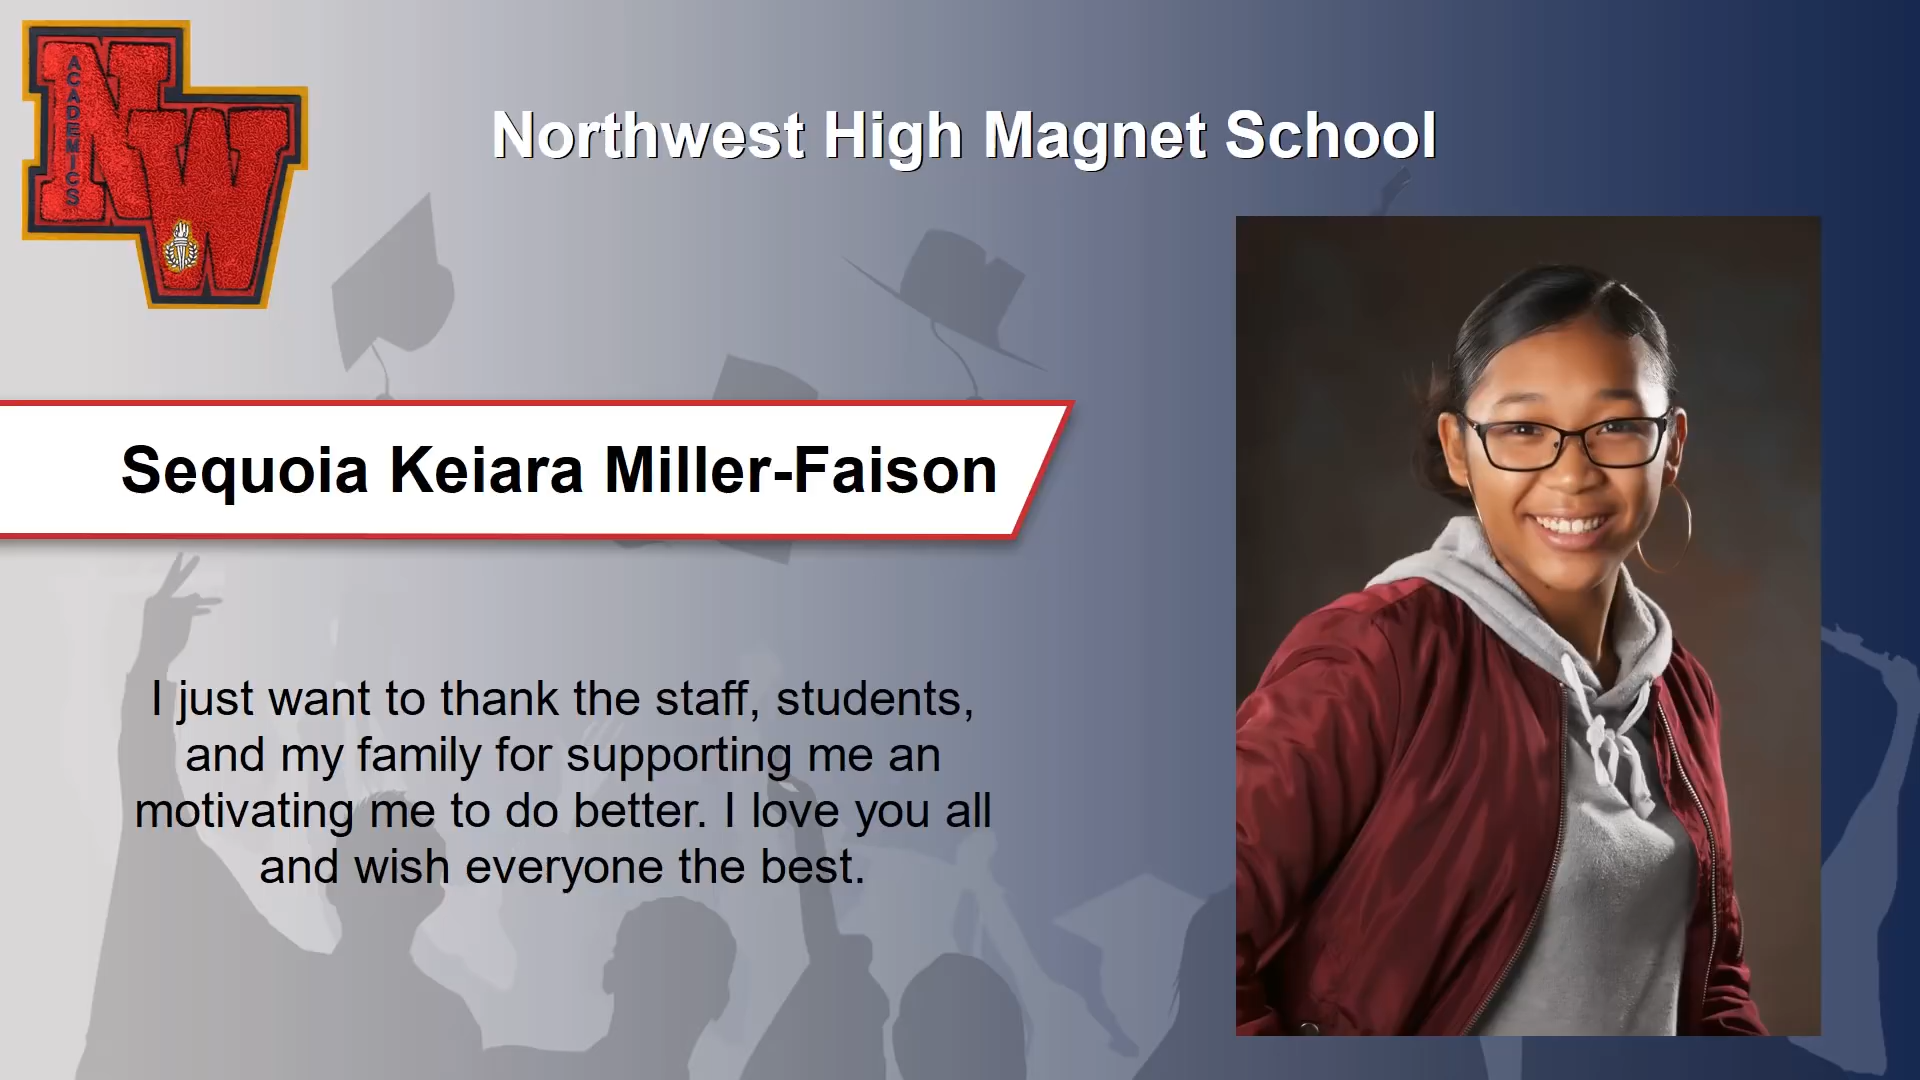 ACADEMICS
NW
Northwest High Magnet School
Sequoia Keiara Miller-Faison
I just want to thank the staff, students,
and my family for supporting me an
motivating me to do better. I love you all
and wish everyone the best.